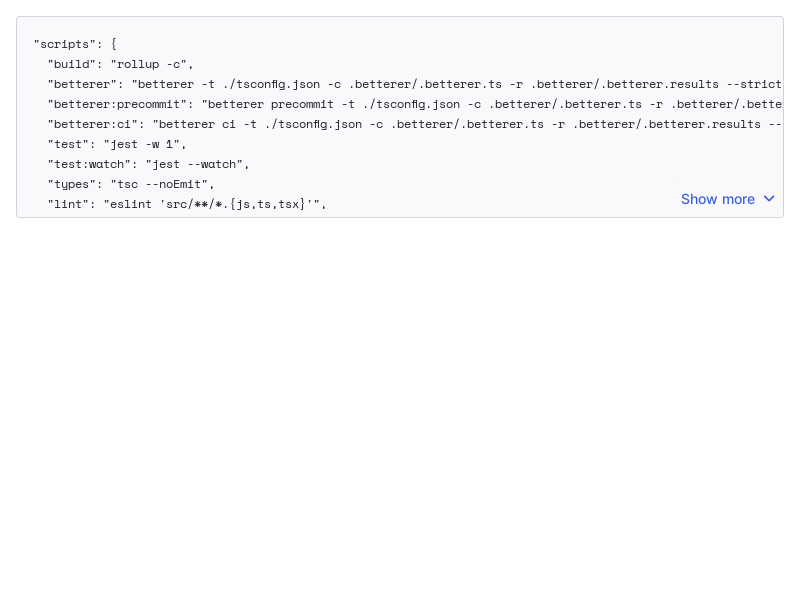 "scripts": {
  "build": "rollup -c",
  "betterer": "betterer -t ./tsconfig.json -c .betterer/.betterer.ts -r .betterer/.betterer.results --strict
  "betterer:precommit": "betterer precommit -t ./tsconfig.json -c .betterer/.betterer.ts -r .betterer/.bette
  "betterer:ci": "betterer ci -t ./tsconfig.json -c .betterer/.betterer.ts -r .betterer/.betterer.results --
  "test": "jest -w 1",
  "test:watch": "jest --watch",
  "types": "tsc --noEmit",
  "lint": "eslint 'src/**/*.{js,ts,tsx}'",
Show more